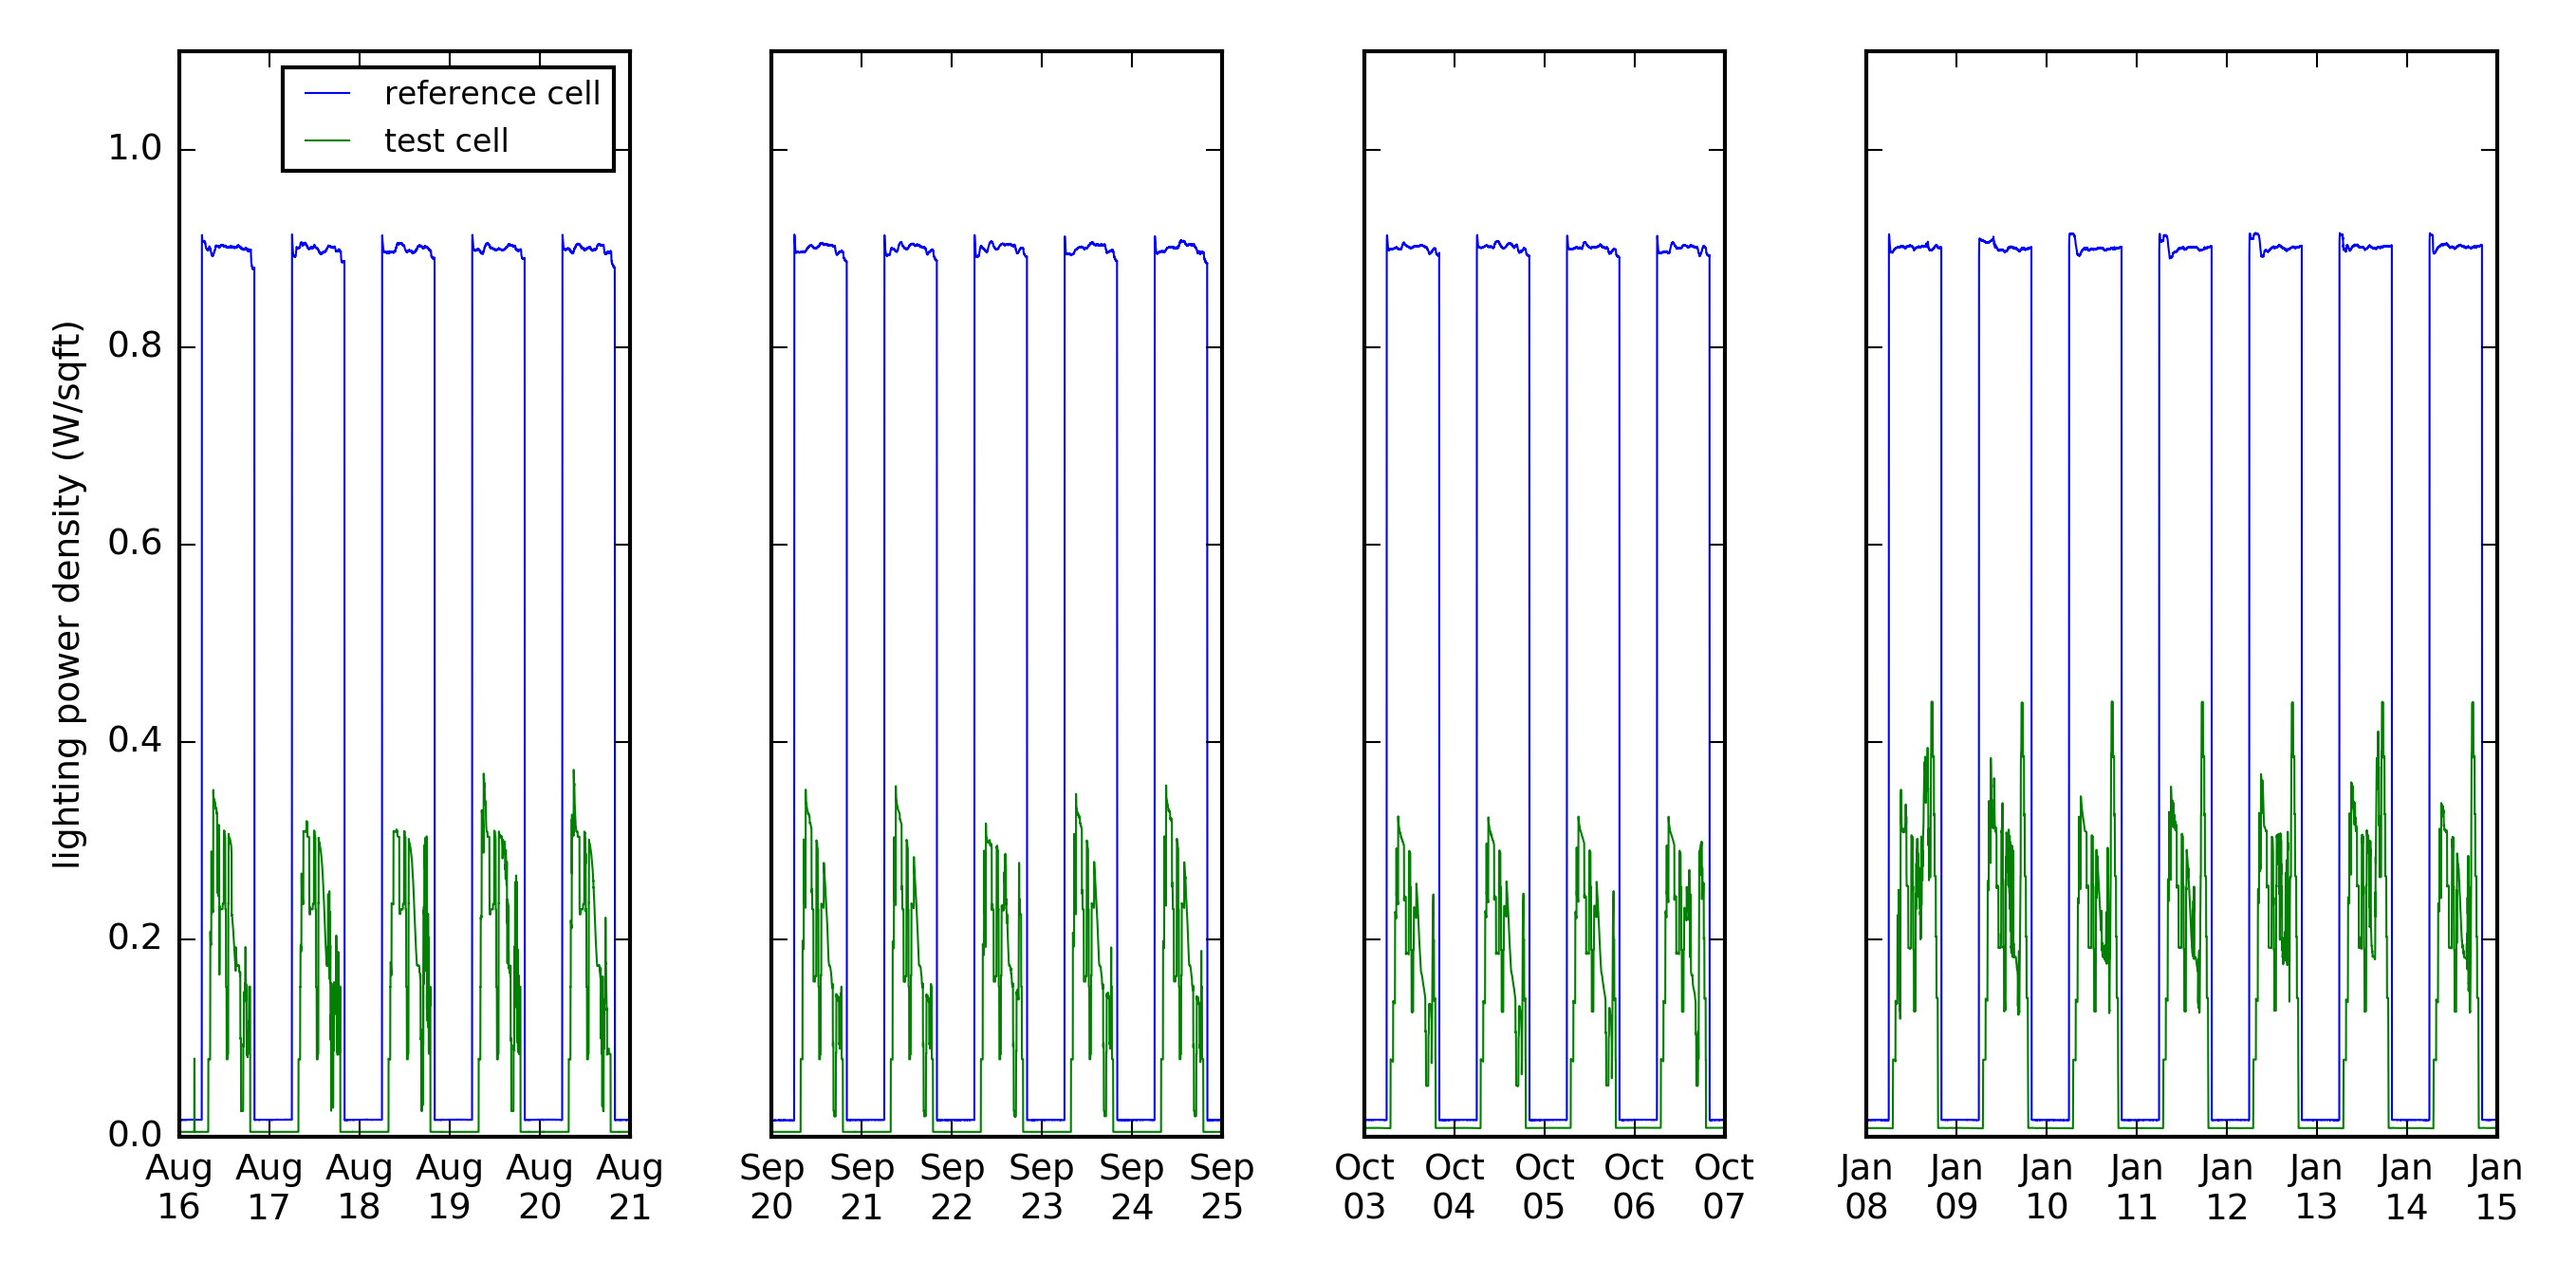 reference cell
test cell
lighting power density (W/sqft)
1.0
0.8
0.6
0.4
0.2
0.0
Aug Aug Aug Aug Aug Aug
16 17 18 19 20 21
Sep Sep Sep Sep Sep Sep
20 21 22 23 24 25
Oct Oct Oct Oct Oct
03 04 05 06 07
Jan Jan Jan Jan Jan Jan Jan Jan
08 09 10 11 12 13 14 15